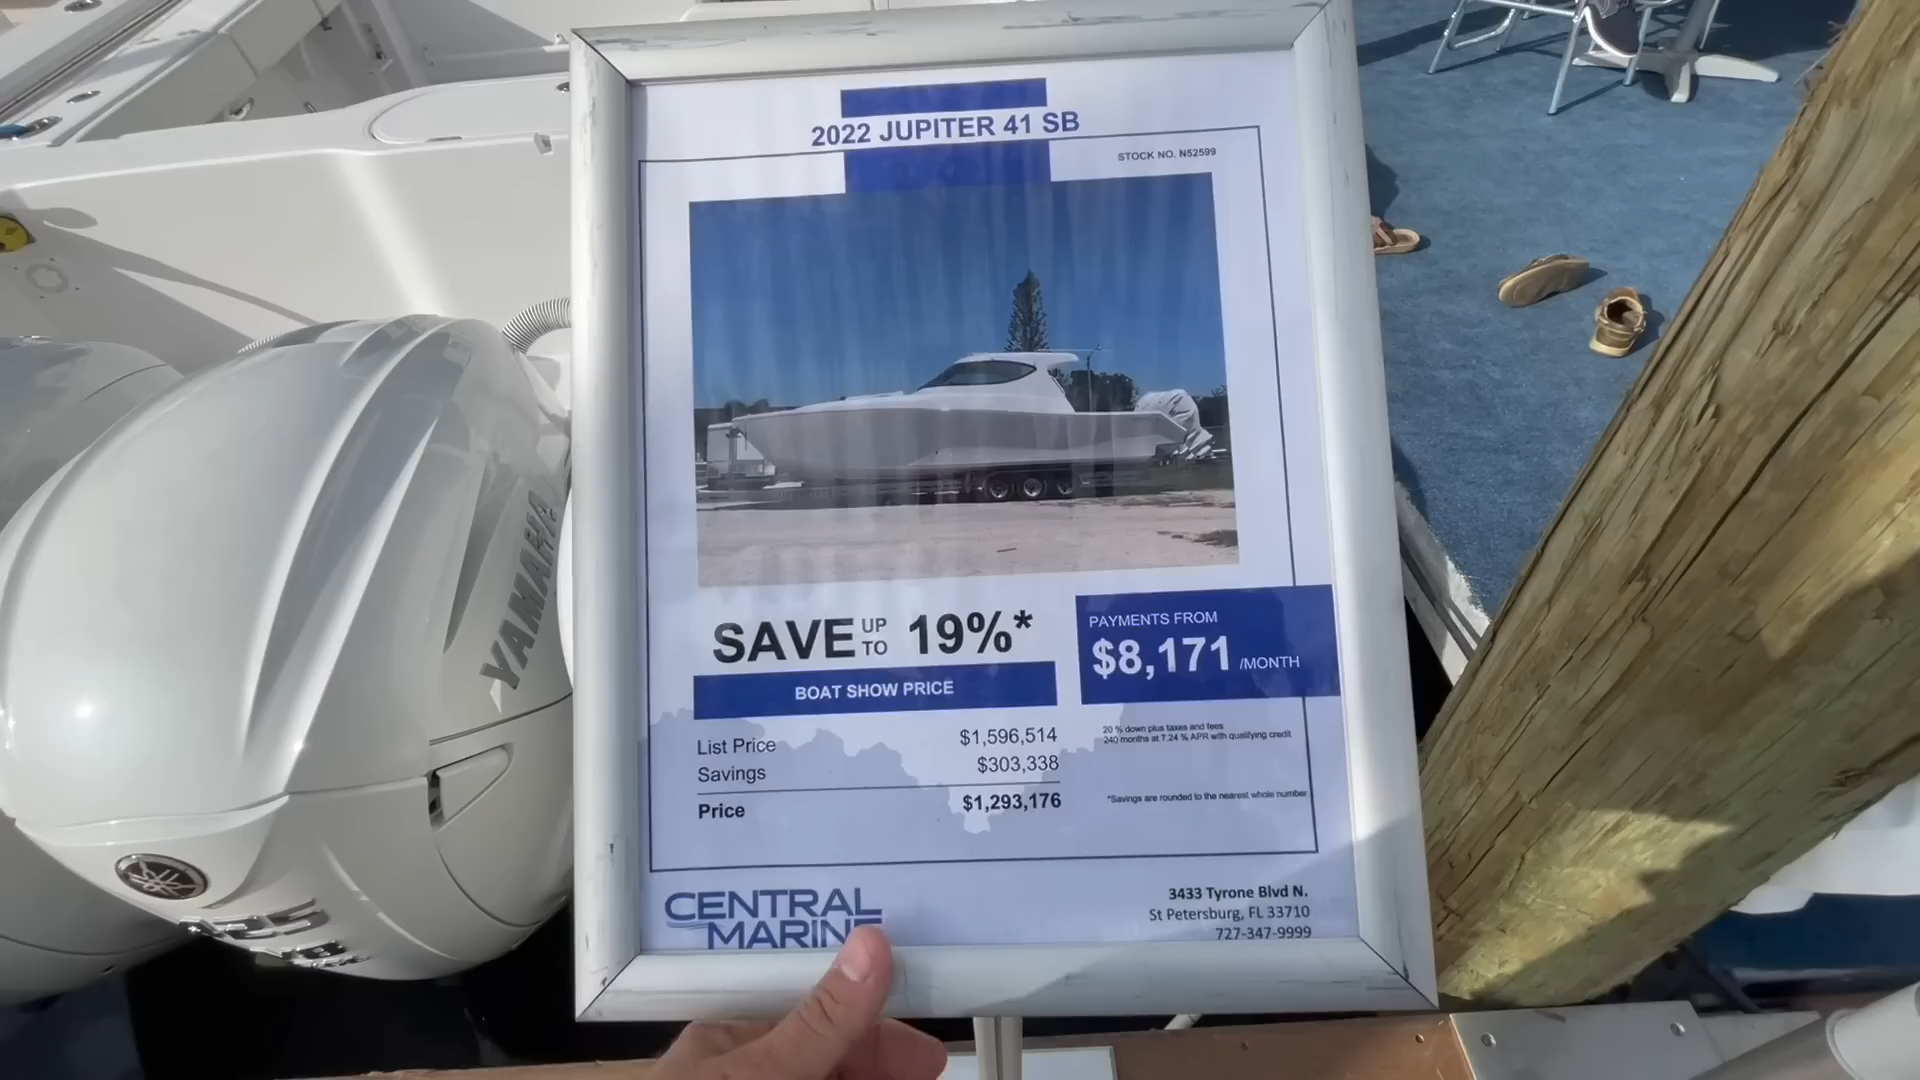 2022 JUPITER 41 SB
STOCK NO. N52599
SAVE UP TO 19%*
BOAT SHOW PRICE
PAYMENTS FROM
$8,171 /MONTH
20 % down plus taxes and fees
240 months at 7.24 % APR with qualifying credit
List Price $1,596,514
Savings $303,338
Price $1,293,176
*Savings are rounded to the nearest whole number
CENTRAL
MARINE
3433 Tyrone Blvd N.
St Petersburg, FL 33710
727-347-9999
YAMAHA